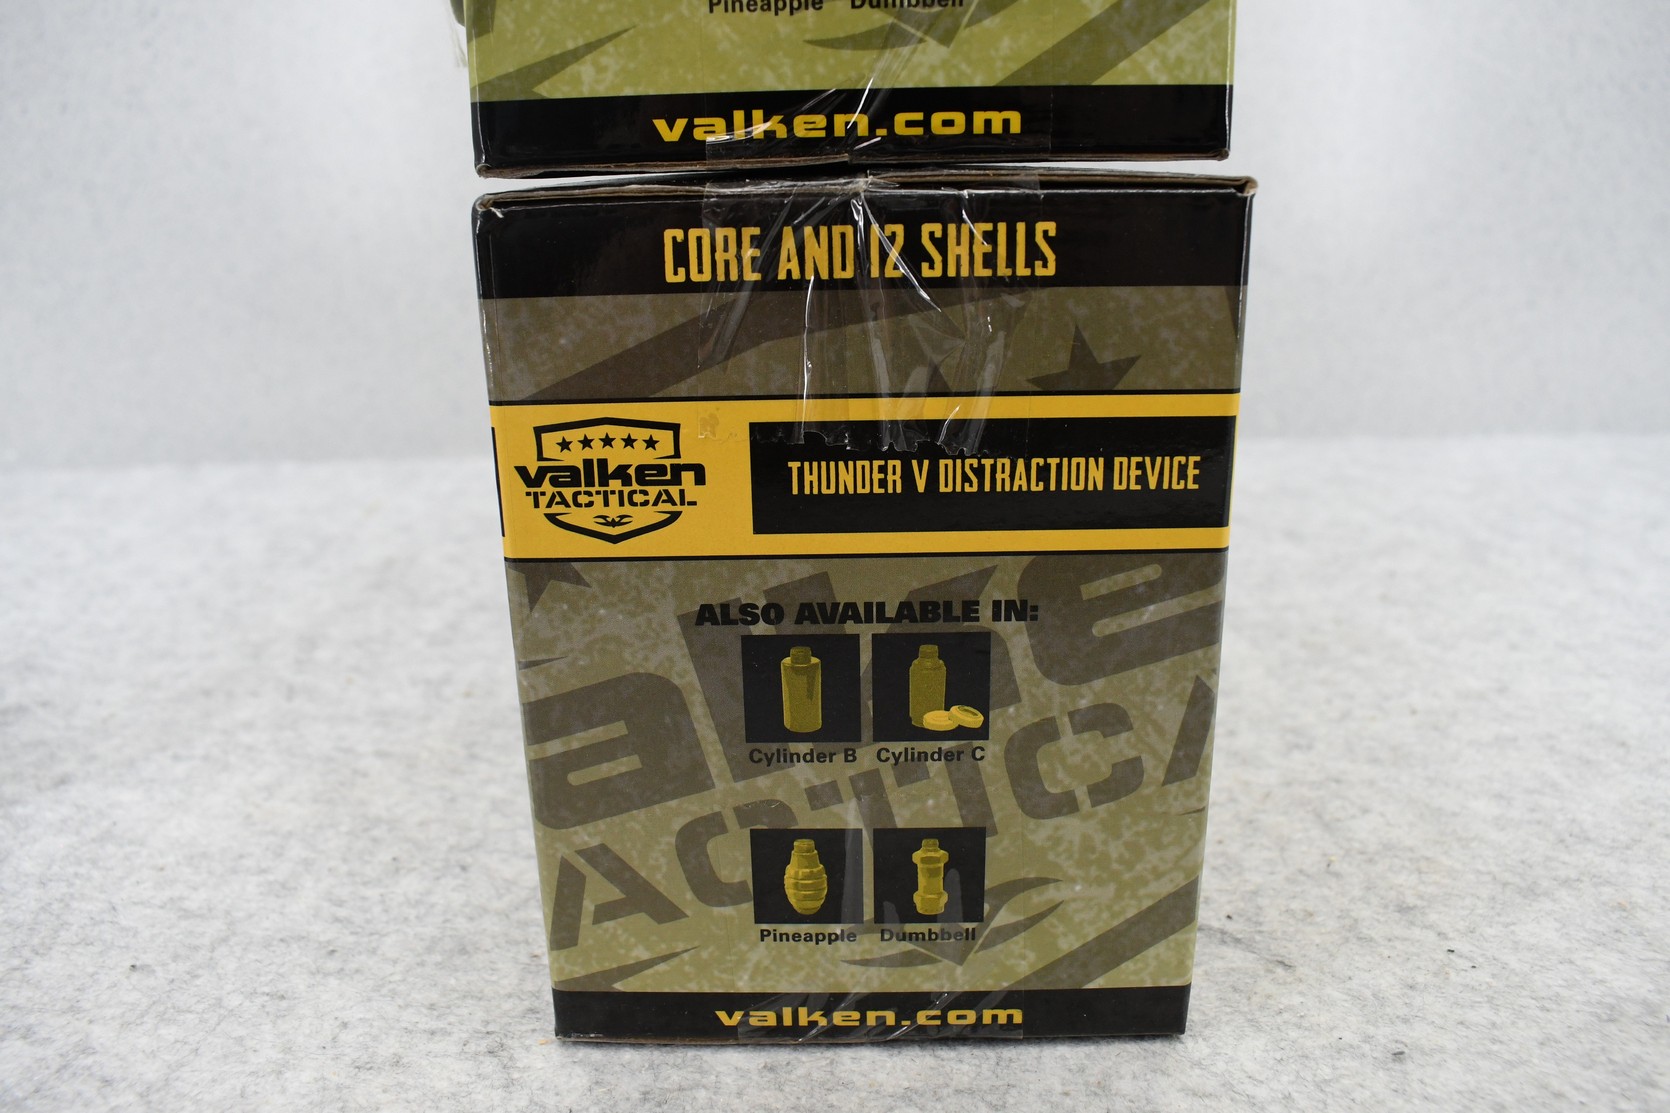 Pineapple Dumbbell
valken.com
CORE AND 12 SHELLS
valken
TACTICAL
THUNDER V DISTRACTION DEVICE
ALSO AVAILABLE IN:
Cylinder B Cylinder C
Pineapple Dumbbell
valken.com